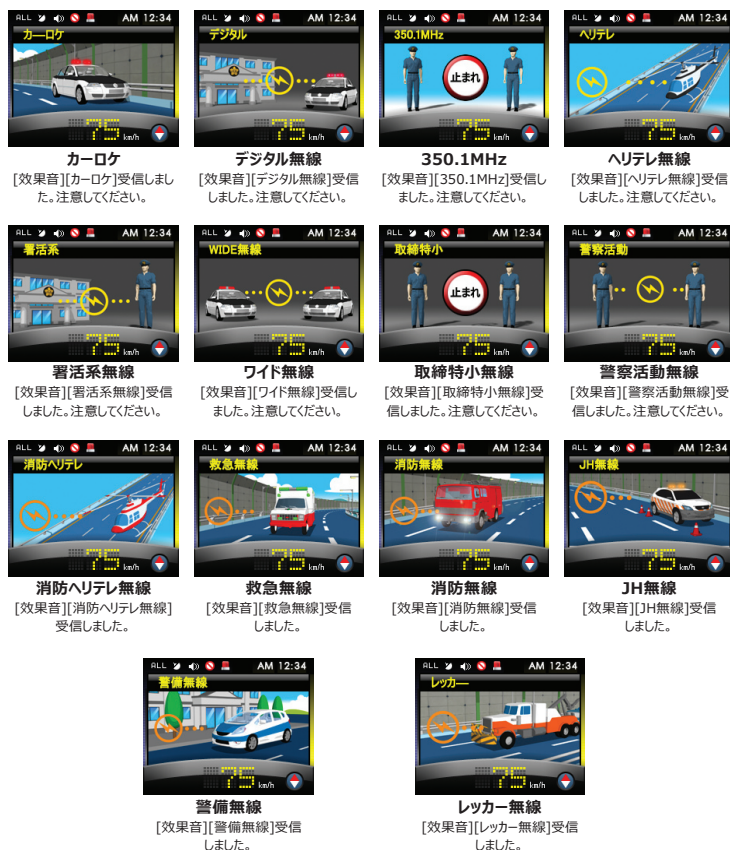 ALL AM 12:34 ALL AM 12:34 ALL AM 12:34 ALL AM 12:34
カーロケ デジタル 350.1MHz ヘリテレ
止まれ
75 km/h 75 km/h 75 km/h 75 km/h
カーロケ デジタル無線 350.1MHz ヘリテレ無線
[効果音][カーロケ]受信しまし [効果音][デジタル無線]受信 [効果音][350.1MHz]受信し [効果音][ヘリテレ無線]受信
た。注意してください。 しました。注意してください。 ました。注意してください。 しました。注意してください。
ALL AM 12:34 ALL AM 12:34 ALL AM 12:34 ALL AM 12:34
署活系 WIDE無線 取締特小 警察活動
止まれ
75 km/h 75 km/h 75 km/h 75 km/h
署活系無線 ワイド無線 取締特小無線 警察活動無線
[効果音][署活系無線]受信 [効果音][ワイド無線]受信し [効果音][取締特小無線]受 [効果音][警察活動無線]受
しました。注意してください。 ました。注意してください。 信しました。注意してください。 信しました。注意してください。
ALL AM 12:34 ALL AM 12:34 ALL AM 12:34 ALL AM 12:34
消防ヘリテレ 救急無線 消防無線 JH無線
75 km/h 75 km/h 75 km/h 75 km/h
消防ヘリテレ無線 救急無線 消防無線 JH無線
[効果音][消防ヘリテレ無線] [効果音][救急無線]受信 [効果音][消防無線]受信 [効果音][JH無線]受信
受信しました。 しました。 しました。 しました。
ALL AM 12:34 ALL AM 12:34
警備無線 レッカー
75 km/h 75 km/h
警備無線 レッカー無線
[効果音][警備無線]受信 [効果音][レッカー無線]受信
しました。 しました。